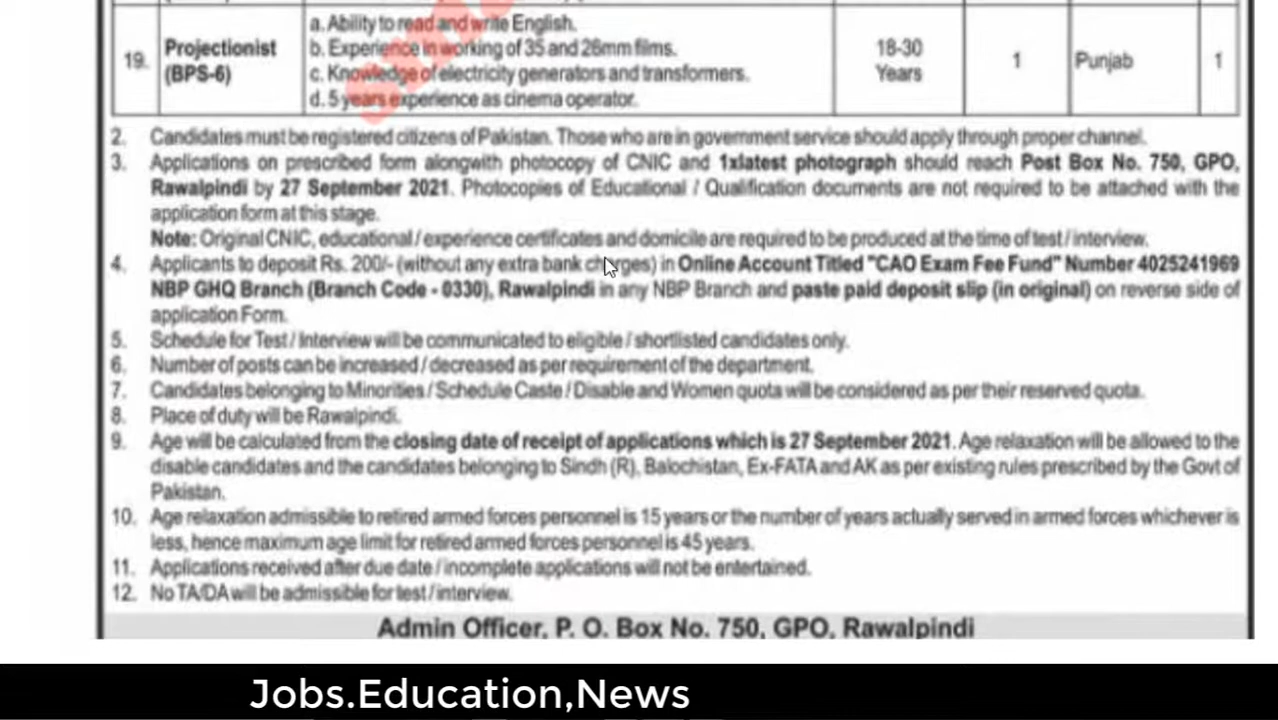 19. Projectionist (BPS-6)
a. Ability to read and write English.
b. Experience in working of 35 and 26mm films.
c. Knowledge of electricity generators and transformers.
d. 5 years experience as cinema operator.
18-30 Years
1
Punjab
1
2. Candidates must be registered citizens of Pakistan. Those who are in government service should apply through proper channel.
3. Applications on prescribed form alongwith photocopy of CNIC and 1xlatest photograph should reach Post Box No. 750, GPO,
Rawalpindi by 27 September 2021. Photocopies of Educational / Qualification documents are not required to be attached with the
application form at this stage.
Note: Original CNIC, educational / experience certificates and domicile are required to be produced at the time of test / interview.
4. Applicants to deposit Rs. 200/- (without any extra bank charges) in Online Account Titled "CAO Exam Fee Fund" Number 4025241969
NBP GHQ Branch (Branch Code - 0330), Rawalpindi in any NBP Branch and paste paid deposit slip (in original) on reverse side of
application Form.
5. Schedule for Test / Interview will be communicated to eligible / shortlisted candidates only.
6. Number of posts can be increased / decreased as per requirement of the department.
7. Candidates belonging to Minorities / Schedule Caste / Disable and Women quota will be considered as per their reserved quota.
8. Place of duty will be Rawalpindi.
9. Age will be calculated from the closing date of receipt of applications which is 27 September 2021. Age relaxation will be allowed to the
disable candidates and the candidates belonging to Sindh (R), Balochistan, Ex-FATA and AK as per existing rules prescribed by the Govt of
Pakistan.
10. Age relaxation admissible to retired armed forces personnel is 15 years or the number of years actually served in armed forces whichever is
less, hence maximum age limit for retired armed forces personnel is 45 years.
11. Applications received after due date / incomplete applications will not be entertained.
12. No TA/DA will be admissible for test / interview.
Admin Officer, P. O. Box No. 750, GPO, Rawalpindi
Jobs.Education,News